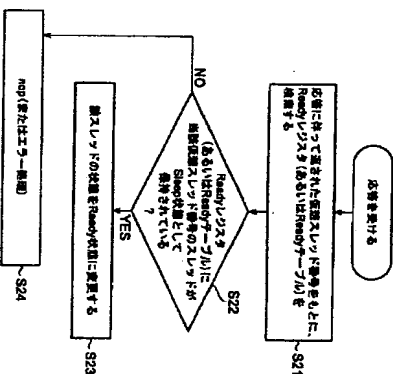 応答を受ける
応答に伴って返された仮想スレッド番号をもとに、
Readyレジスタ(あるいはReadyテーブル)を
検索する
S21
Readyレジスタ
(あるいはReadyテーブル)に
当該仮想スレッド番号のスレッドが
Sleep状態として
保持されている
?
S22
NO
YES
該スレッドの状態をReady状態に変更する
S23
nop(またはエラー処理)
S24